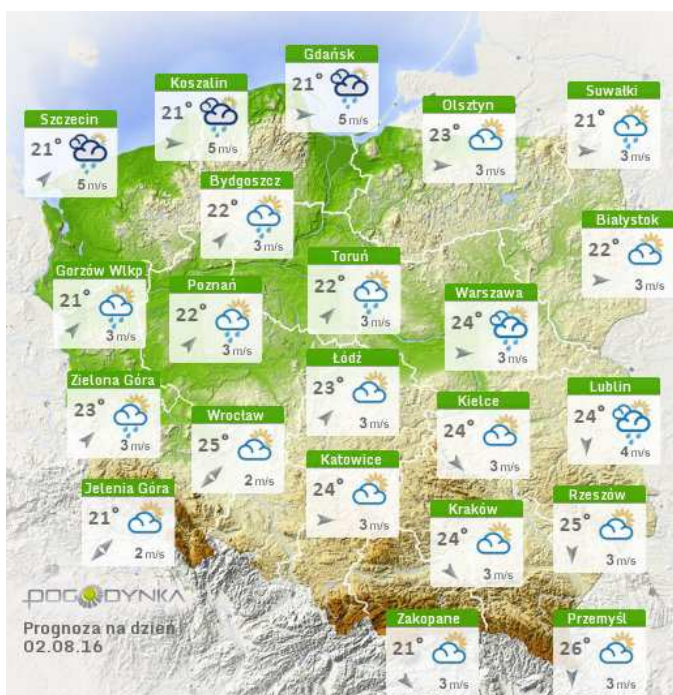 Gdańsk
21° 5 m/s
Koszalin
21° 5 m/s
Szczecin
21° 5 m/s
Olsztyn
23° 3 m/s
Suwałki
21° 3 m/s
Bydgoszcz
22° 3 m/s
Białystok
22° 3 m/s
Gorzów Wlkp
21° 3 m/s
Poznań
22° 3 m/s
Toruń
22° 3 m/s
Warszawa
24° 3 m/s
Zielona Góra
23° 3 m/s
Łódź
23° 3 m/s
Wrocław
25° 2 m/s
Kielce
24° 3 m/s
Lublin
24° 4 m/s
Jelenia Góra
21° 2 m/s
Katowice
24° 3 m/s
Kraków
24° 3 m/s
Rzeszów
25° 3 m/s
Zakopane
21° 3 m/s
Przemyśl
26° 3 m/s
POGODYNKA
Prognoza na dzień
02.08.16